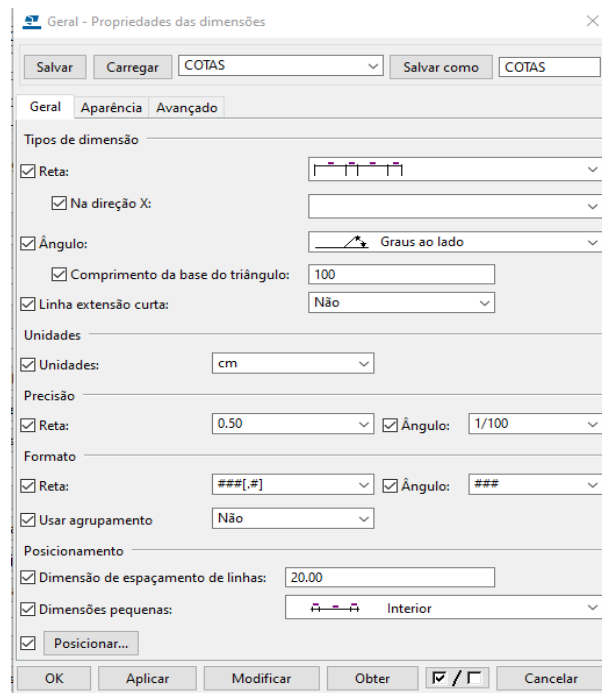 Geral - Propriedades das dimensões
Salvar Carregar COTAS Salvar como COTAS
Geral Aparência Avançado
Tipos de dimensão
Reta:
Na direção X:
Ângulo: Graus ao lado
Comprimento da base do triângulo: 100
Linha extensão curta: Não
Unidades
Unidades: cm
Precisão
Reta: 0.50 Ângulo: 1/100
Formato
Reta: ###[.#] Ângulo: ###
Usar agrupamento Não
Posicionamento
Dimensão de espaçamento de linhas: 20.00
Dimensões pequenas: Interior
Posicionar...
OK Aplicar Modificar Obter / Cancelar